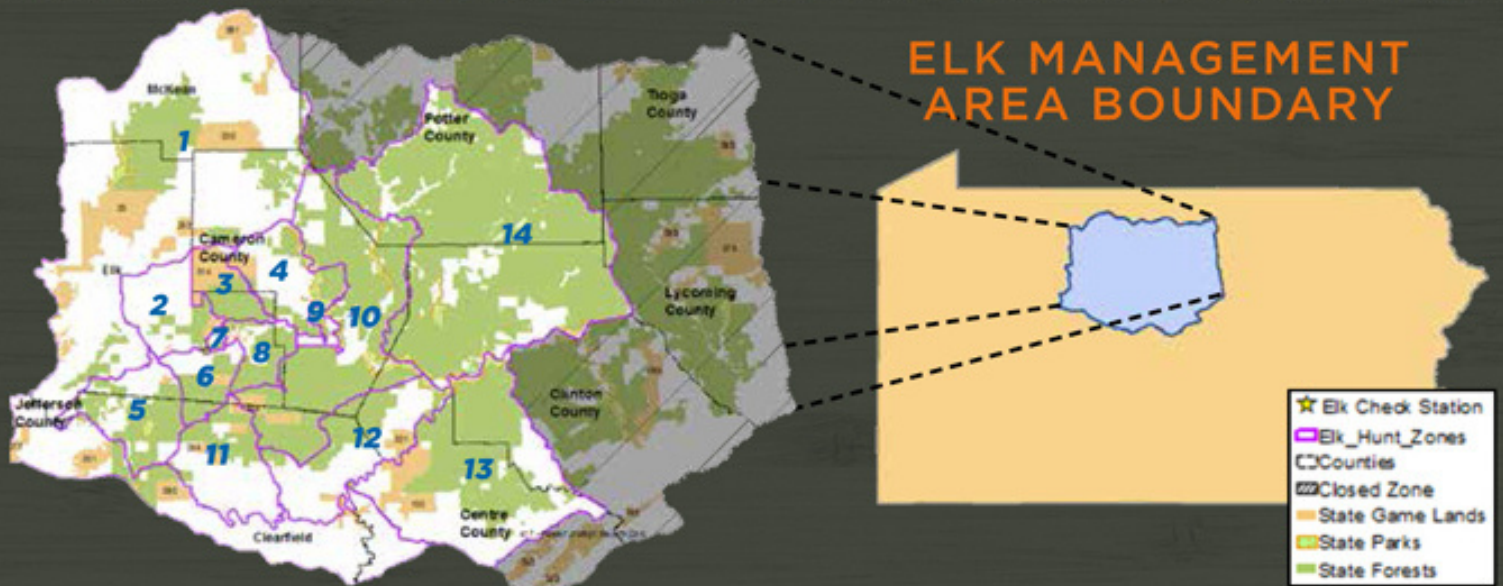 ELK MANAGEMENT
AREA BOUNDARY
McKean
Potter
County
Tioga
County
1
14
Cameron
County
Elk
3
4
2
9
10
Lycoming
County
7
8
6
Clinton
County
Jefferson
County
5
12
11
13
Centre
County
Clearfield
Elk Check Station
Elk_Hunt_Zones
Counties
Closed Zone
State Game Lands
State Parks
State Forests